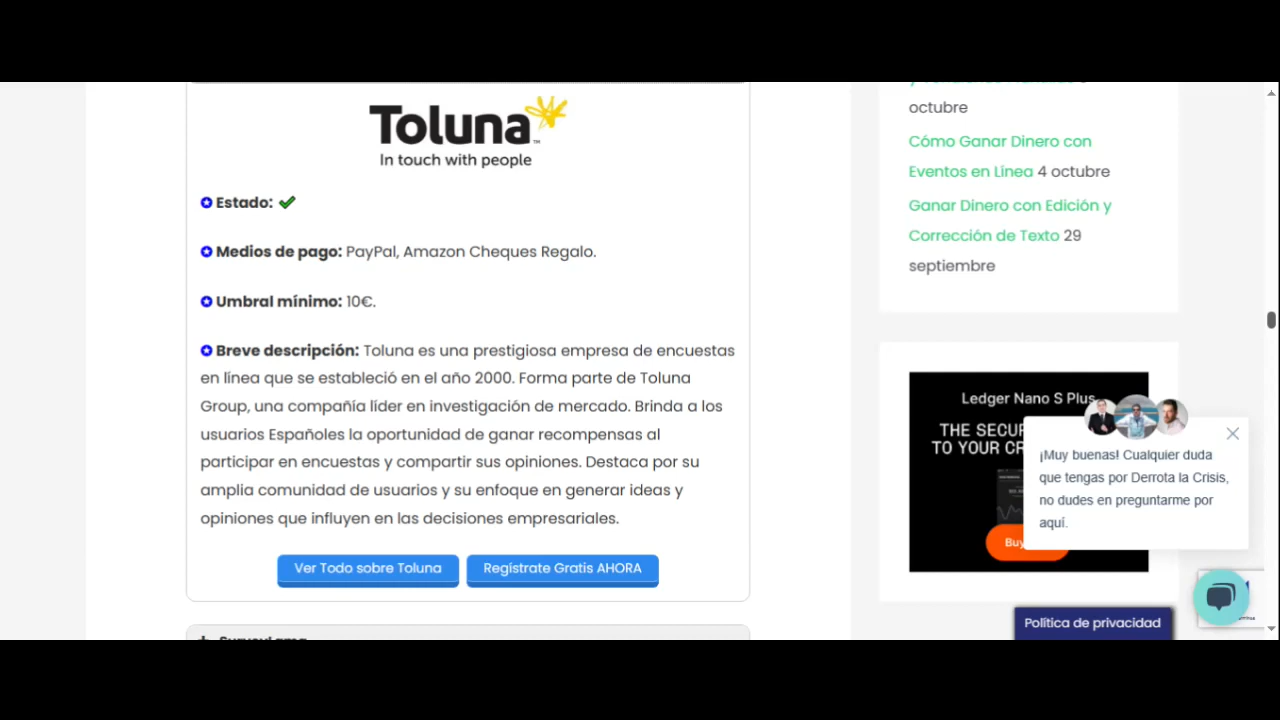 Toluna™
In touch with people
Estado:
Medios de pago: PayPal, Amazon Cheques Regalo.
Umbral mínimo: 10€.
Breve descripción: Toluna es una prestigiosa empresa de encuestas
en línea que se estableció en el año 2000. Forma parte de Toluna
Group, una compañía líder en investigación de mercado. Brinda a los
usuarios Españoles la oportunidad de ganar recompensas al
participar en encuestas y compartir sus opiniones. Destaca por su
amplia comunidad de usuarios y su enfoque en generar ideas y
opiniones que influyen en las decisiones empresariales.
Ver Todo sobre Toluna
Regístrate Gratis AHORA
octubre
Cómo Ganar Dinero con
Eventos en Línea 4 octubre
Ganar Dinero con Edición y
Corrección de Texto 29
septiembre
Ledger Nano S Plus
THE SECUR
TO YOUR CR
Buy
¡Muy buenas! Cualquier duda
que tengas por Derrota la Crisis,
no dudes en preguntarme por
aquí.
Política de privacidad